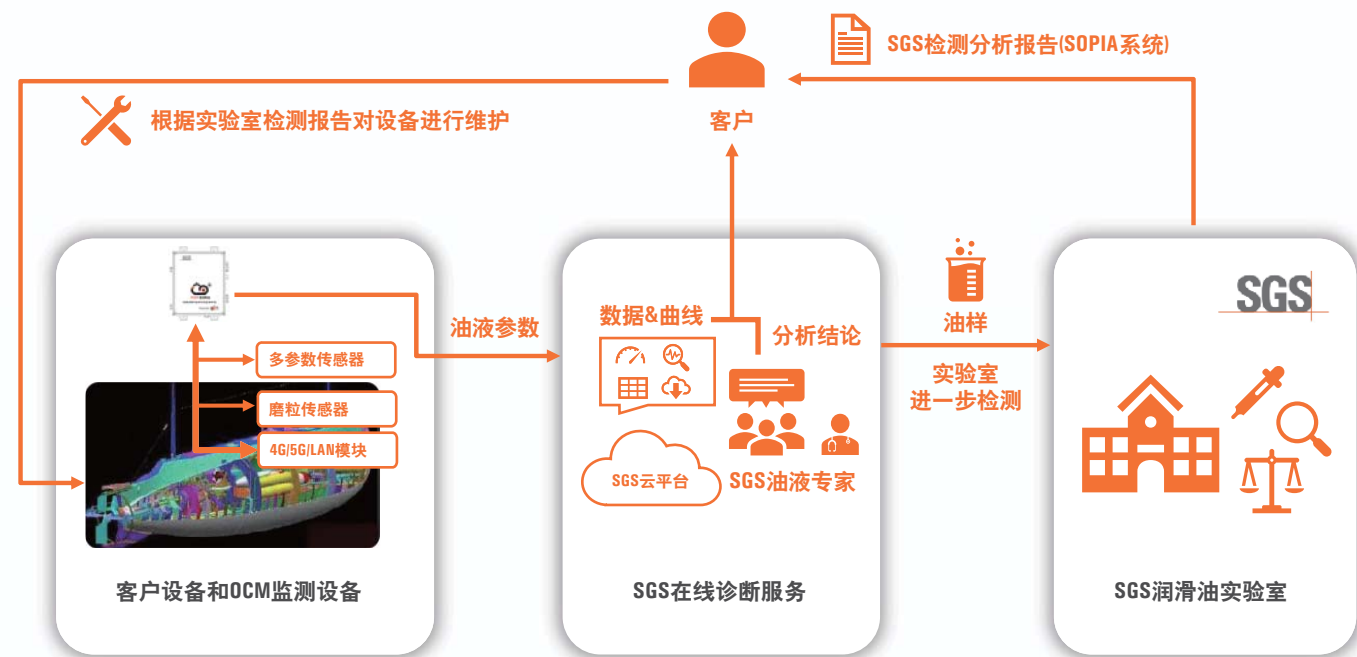 SGS检测分析报告(SOPIA系统)
客户
根据实验室检测报告对设备进行维护
多参数传感器
磨粒传感器
4G/5G/LAN模块
客户设备和OCM监测设备
油液参数
数据&曲线
分析结论
SGS云平台
SGS油液专家
SGS在线诊断服务
油样
实验室
进一步检测
SGS
SGS润滑油实验室